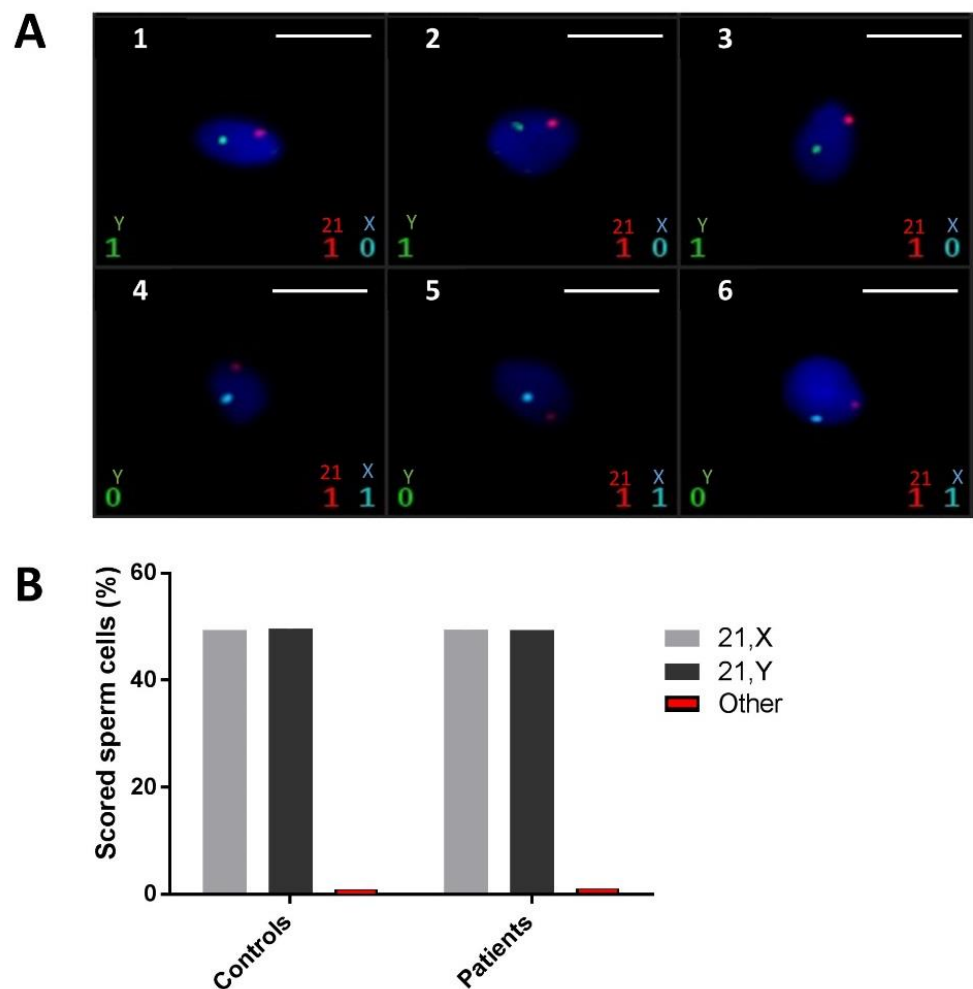 A
1 2 3
Y 21 X Y 21 X Y 21 X
1 1 0 1 1 0 1 1 0
4 5 6
Y 21 X Y 21 X Y 21 X
0 1 1 0 1 1 0 1 1
B
Scored sperm cells (%)
60
40
20
0
Controls
Patients
21,X
21,Y
Other